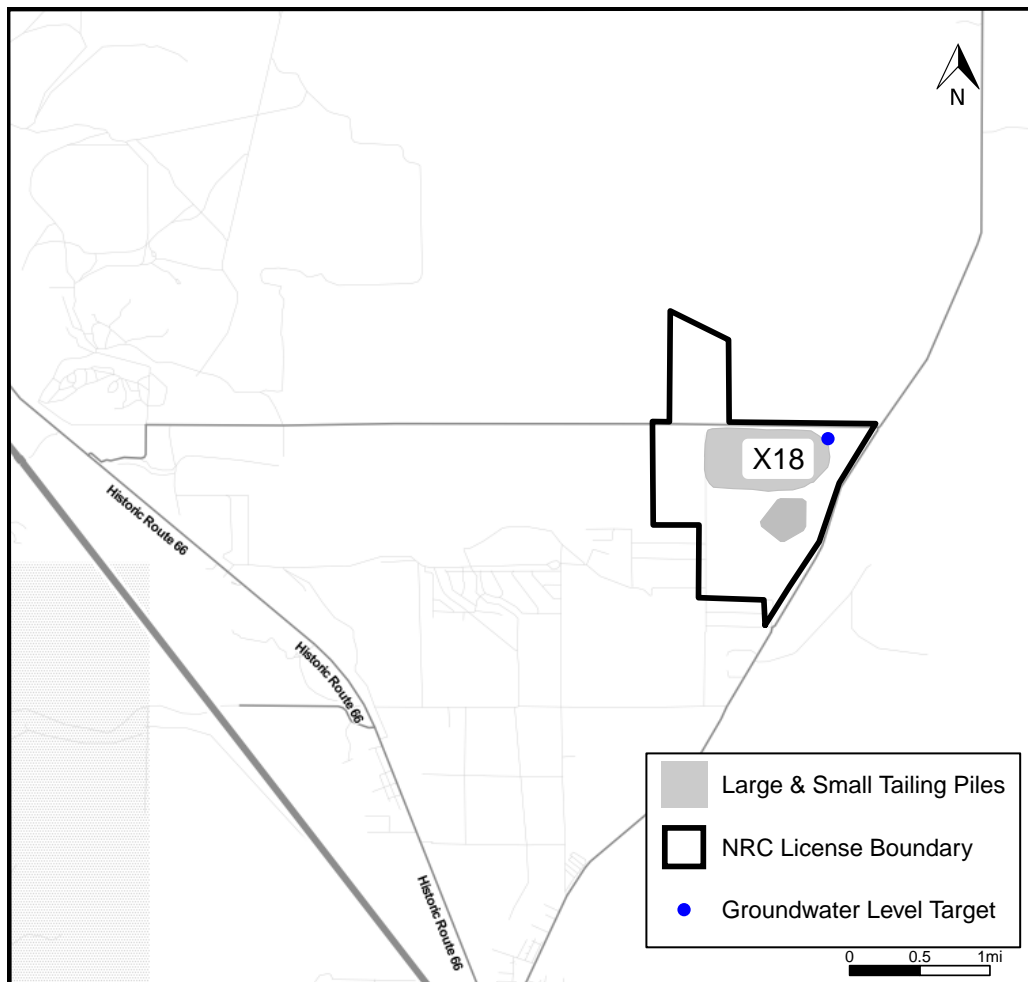 N
X18
Historic Route 66
Historic Route 66
Historic Route 66
Large & Small Tailing Piles
NRC License Boundary
Groundwater Level Target
0 0.5 1mi